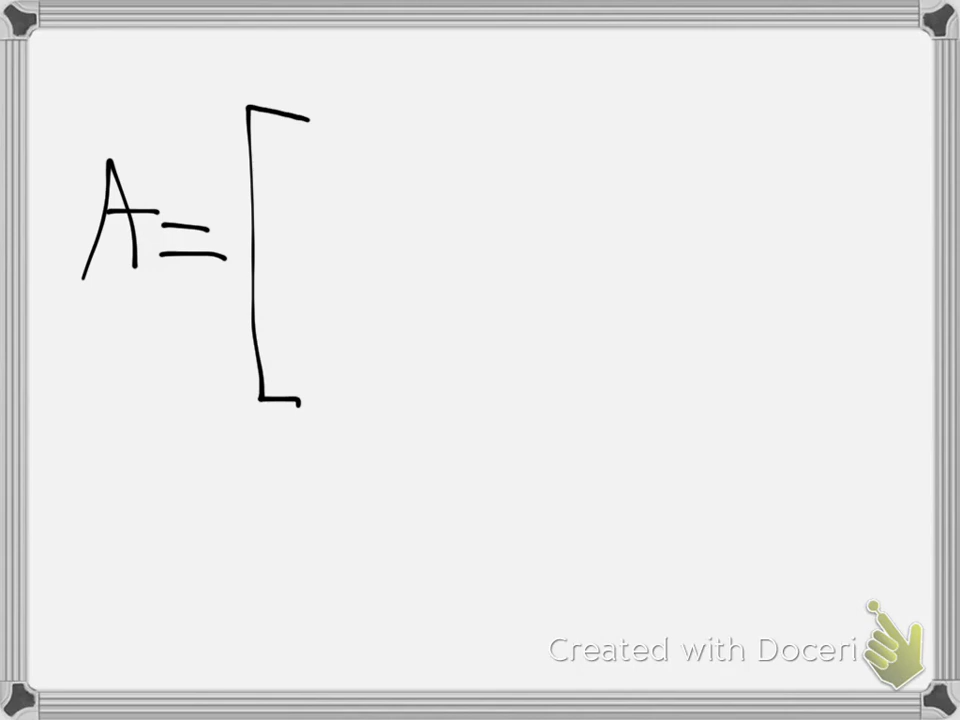 A = [
Created with Doceri